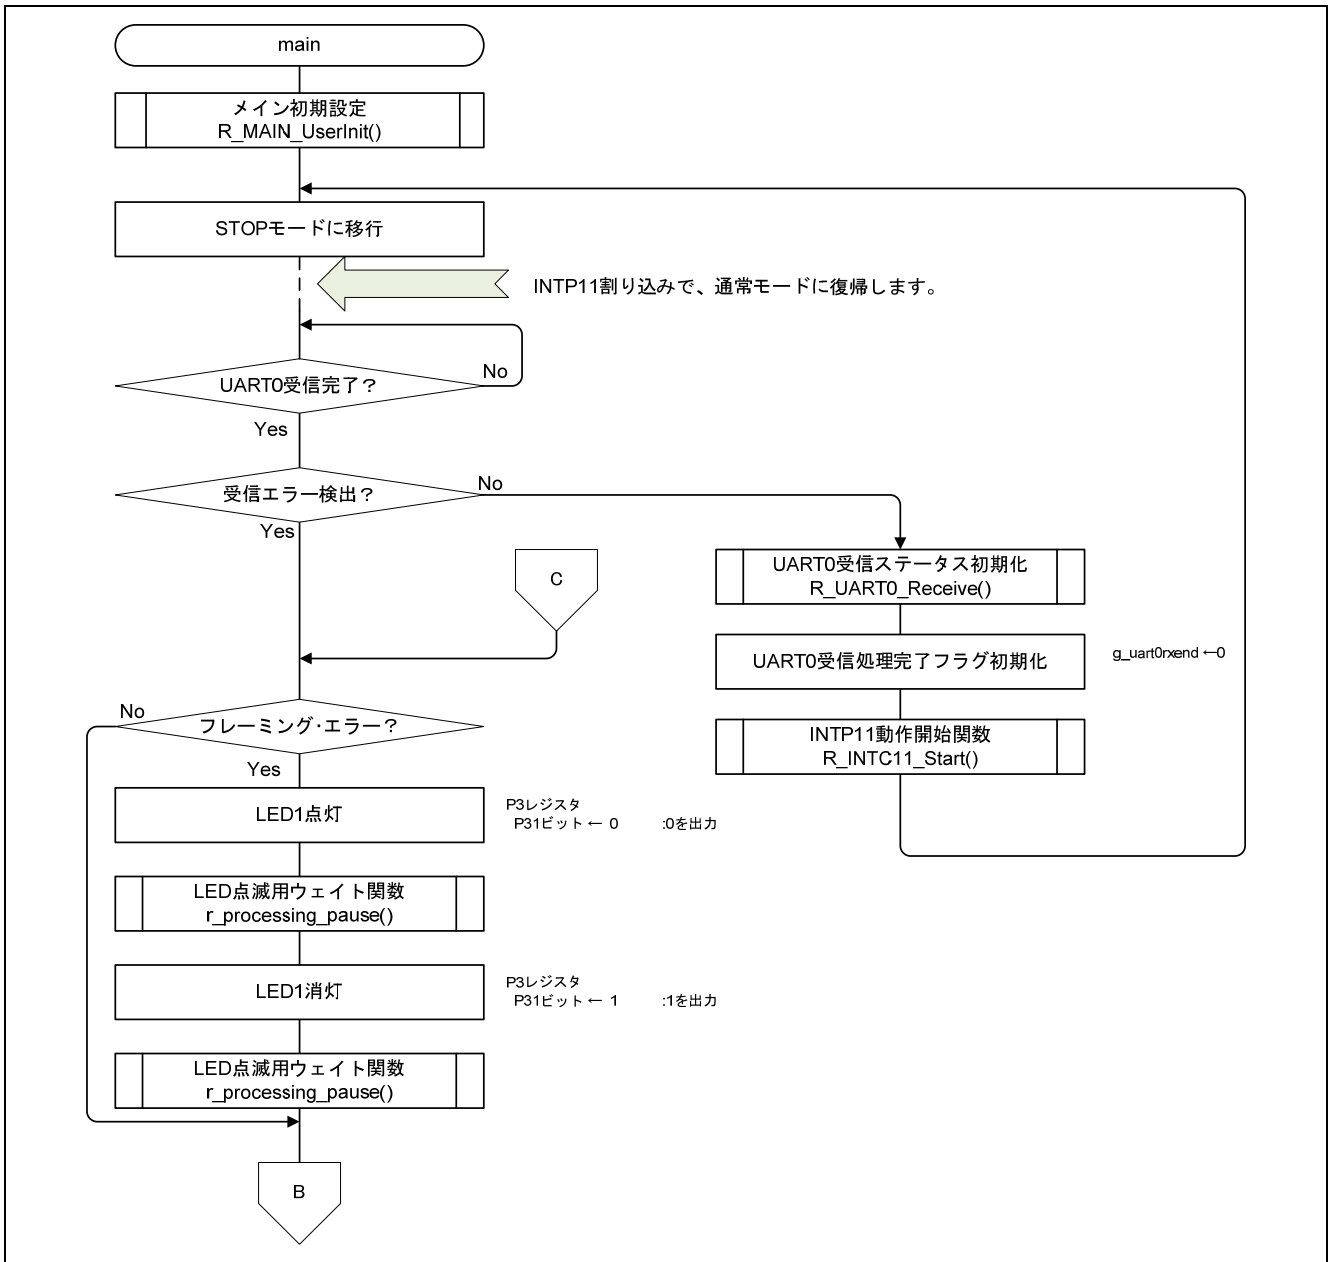 main
メイン初期設定
R_MAIN_UserInit()
STOPモードに移行
INTP11割り込みで、通常モードに復帰します。
UART0受信完了？
No
Yes
受信エラー検出？
No
Yes
C
UART0受信ステータス初期化
R_UART0_Receive()
UART0受信処理完了フラグ初期化
g_uart0rxend ←0
INTP11動作開始関数
R_INTC11_Start()
フレーミング・エラー？
No
Yes
LED1点灯
P3レジスタ
P31ビット ← 0 :0を出力
LED点滅用ウェイト関数
r_processing_pause()
LED1消灯
P3レジスタ
P31ビット ← 1 :1を出力
LED点滅用ウェイト関数
r_processing_pause()
B